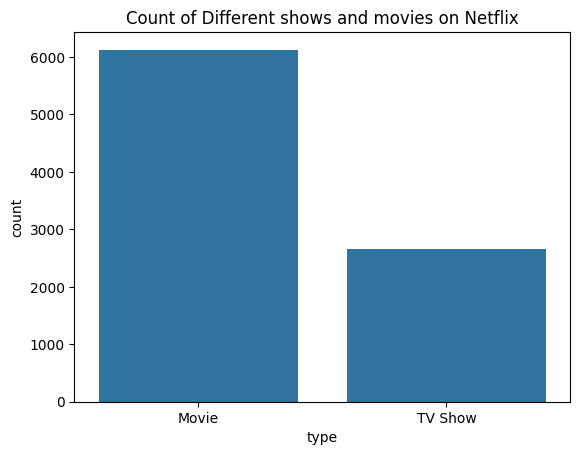 Count of Different shows and movies on Netflix
6000
5000
4000
3000
2000
1000
0
count
Movie
TV Show
type